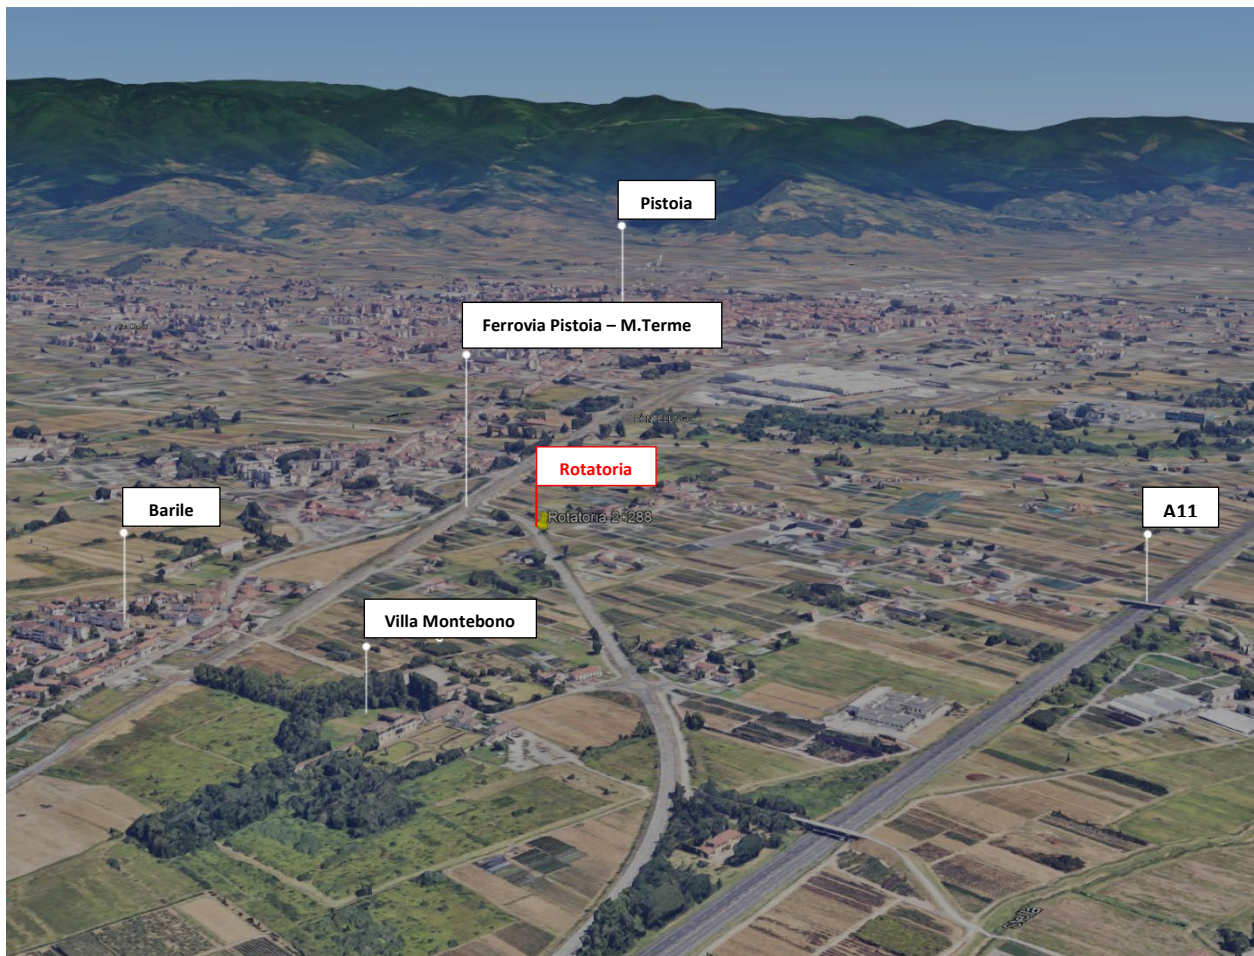 Pistoia
Ferrovia Pistoia – M.Terme
Rotatoria
Rotatoria 2+288
Barile
A11
Villa Montebono